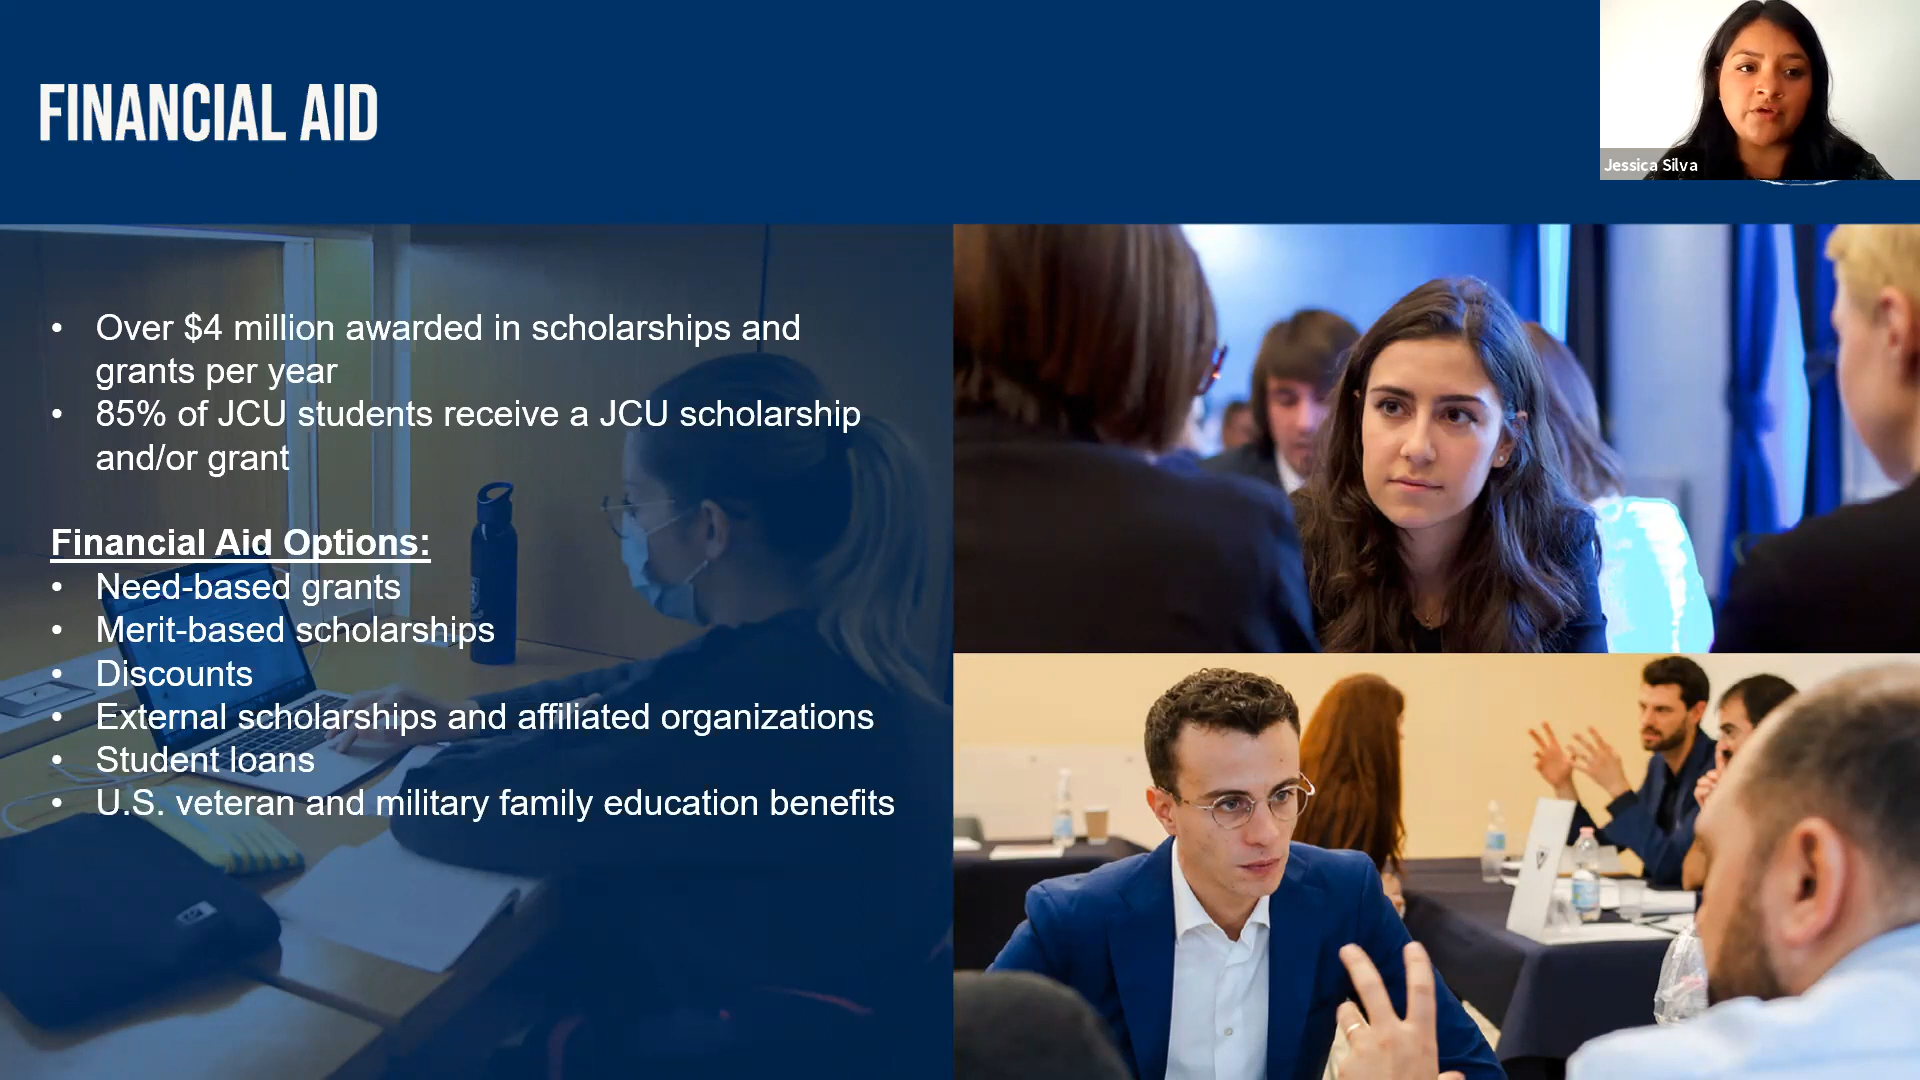 FINANCIAL AID
Jessica Silva
• Over $4 million awarded in scholarships and
grants per year
• 85% of JCU students receive a JCU scholarship
and/or grant
Financial Aid Options:
• Need-based grants
• Merit-based scholarships
• Discounts
• External scholarships and affiliated organizations
• Student loans
• U.S. veteran and military family education benefits